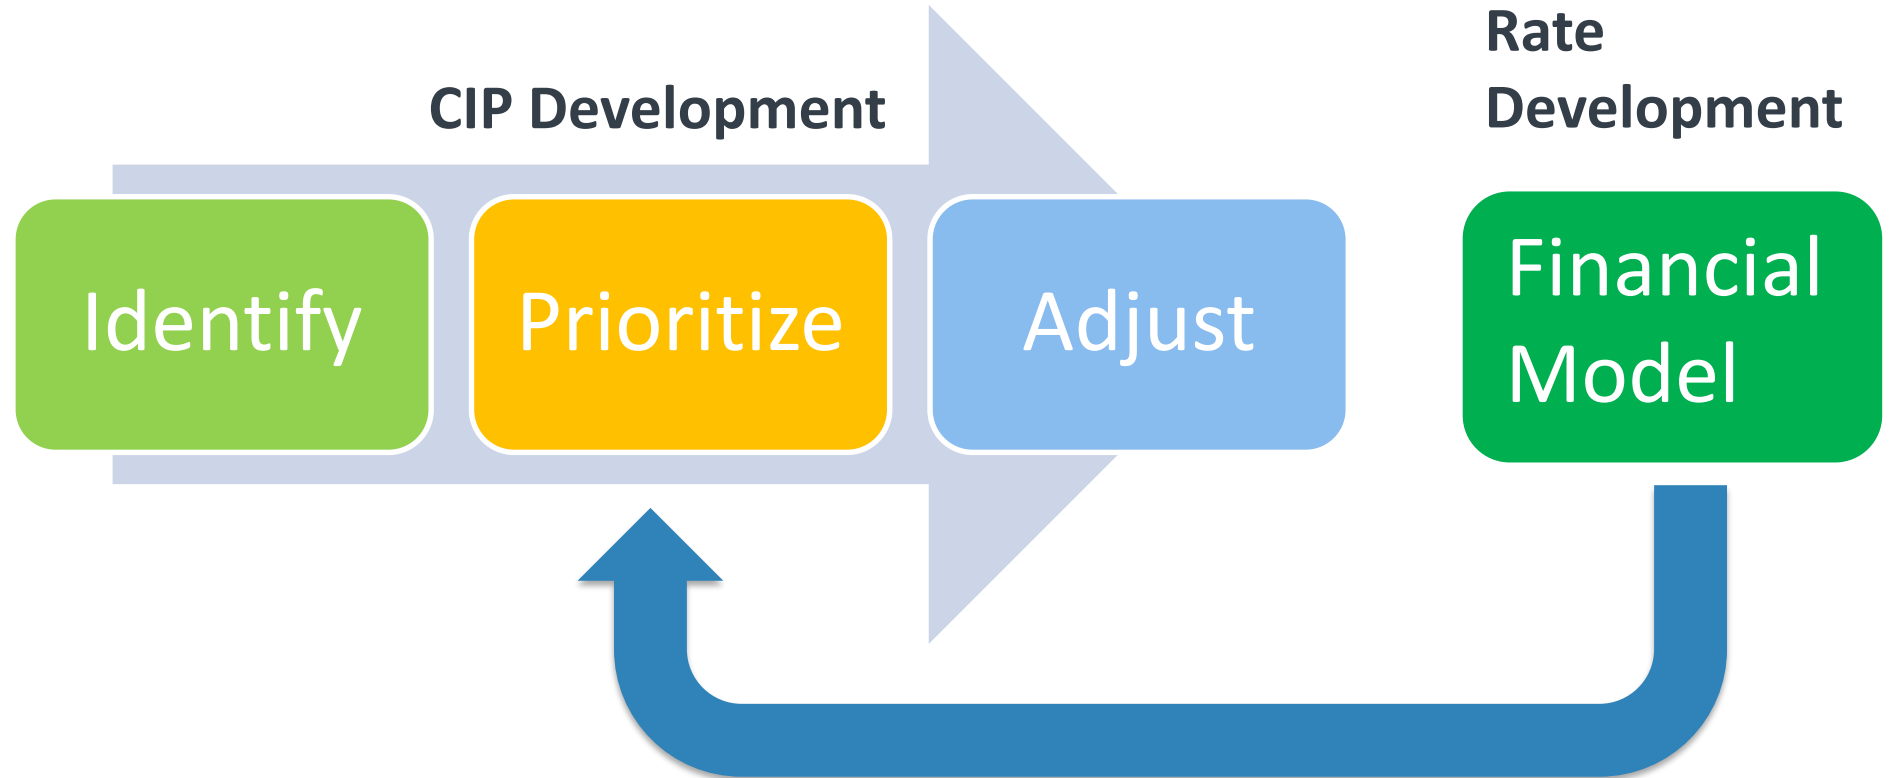 CIP Development
Rate
Development
Identify
Prioritize
Adjust
Financial
Model